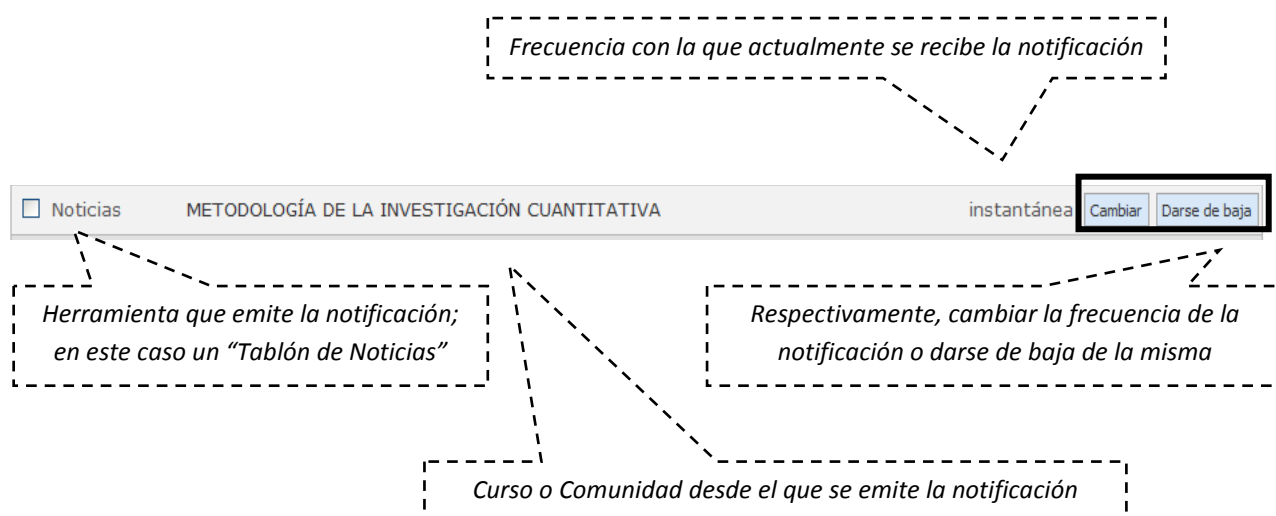 Frecuencia con la que actualmente se recibe la notificación
Noticias METODOLOGÍA DE LA INVESTIGACIÓN CUANTITATIVA instantánea Cambiar Darse de baja
Herramienta que emite la notificación;
en este caso un “Tablón de Noticias”
Respectivamente, cambiar la frecuencia de la
notificación o darse de baja de la misma
Curso o Comunidad desde el que se emite la notificación